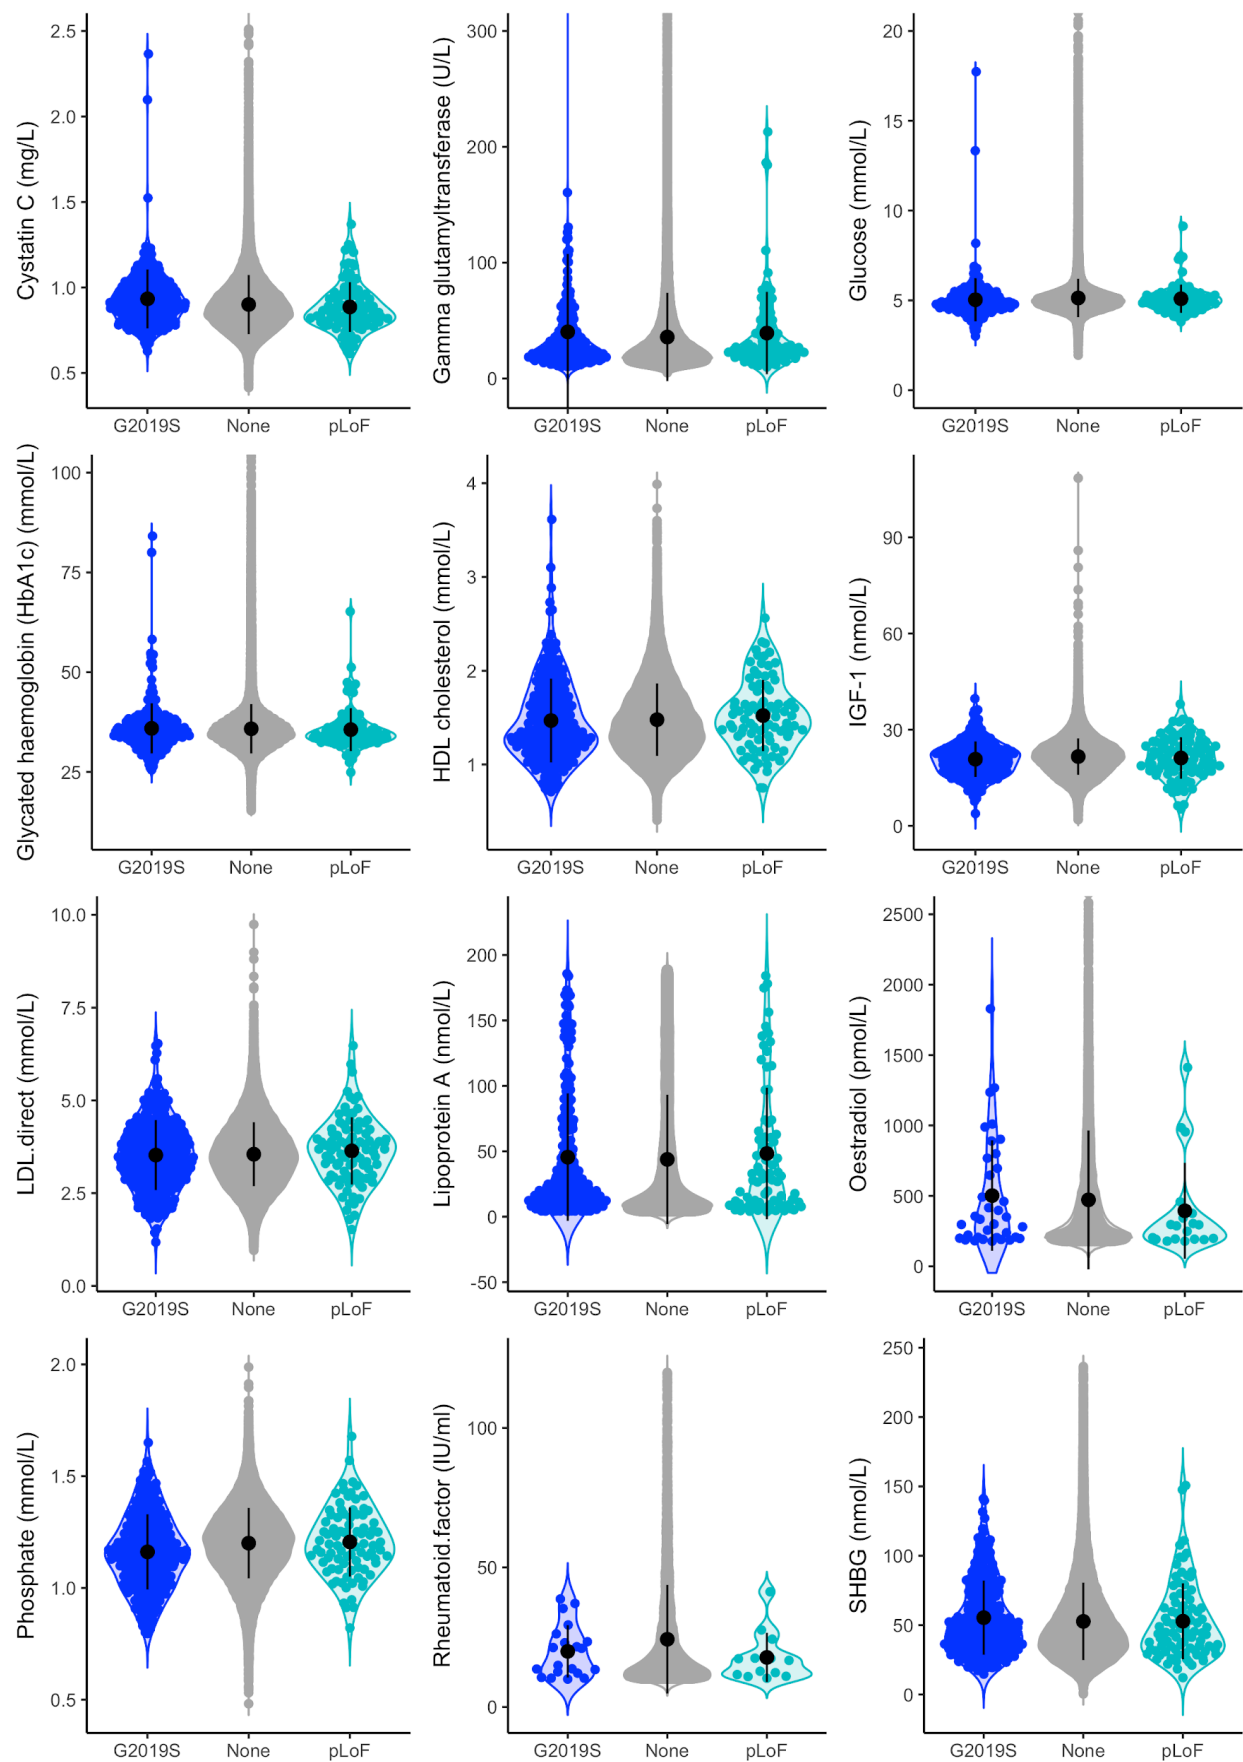 Cystatin C (mg/L)
2.5
2.0
1.5
1.0
0.5
G2019S None pLoF
Gamma glutamyltransferase (U/L)
300
200
100
0
G2019S None pLoF
Glucose (mmol/L)
20
15
10
5
0
G2019S None pLoF
Glycated haemoglobin (HbA1c) (mmol/L)
100
75
50
25
G2019S None pLoF
HDL cholesterol (mmol/L)
4
3
2
1
G2019S None pLoF
IGF-1 (nmol/L)
90
60
30
0
G2019S None pLoF
LDL.direct (mmol/L)
10.0
7.5
5.0
2.5
0.0
G2019S None pLoF
Lipoprotein A (nmol/L)
200
150
100
50
0
-50
G2019S None pLoF
Oestradiol (pmol/L)
2500
2000
1500
1000
500
0
G2019S None pLoF
Phosphate (mmol/L)
2.0
1.5
1.0
0.5
G2019S None pLoF
Rheumatoid.factor (IU/ml)
100
50
0
G2019S None pLoF
SHBG (nmol/L)
250
200
150
100
50
0
G2019S None pLoF